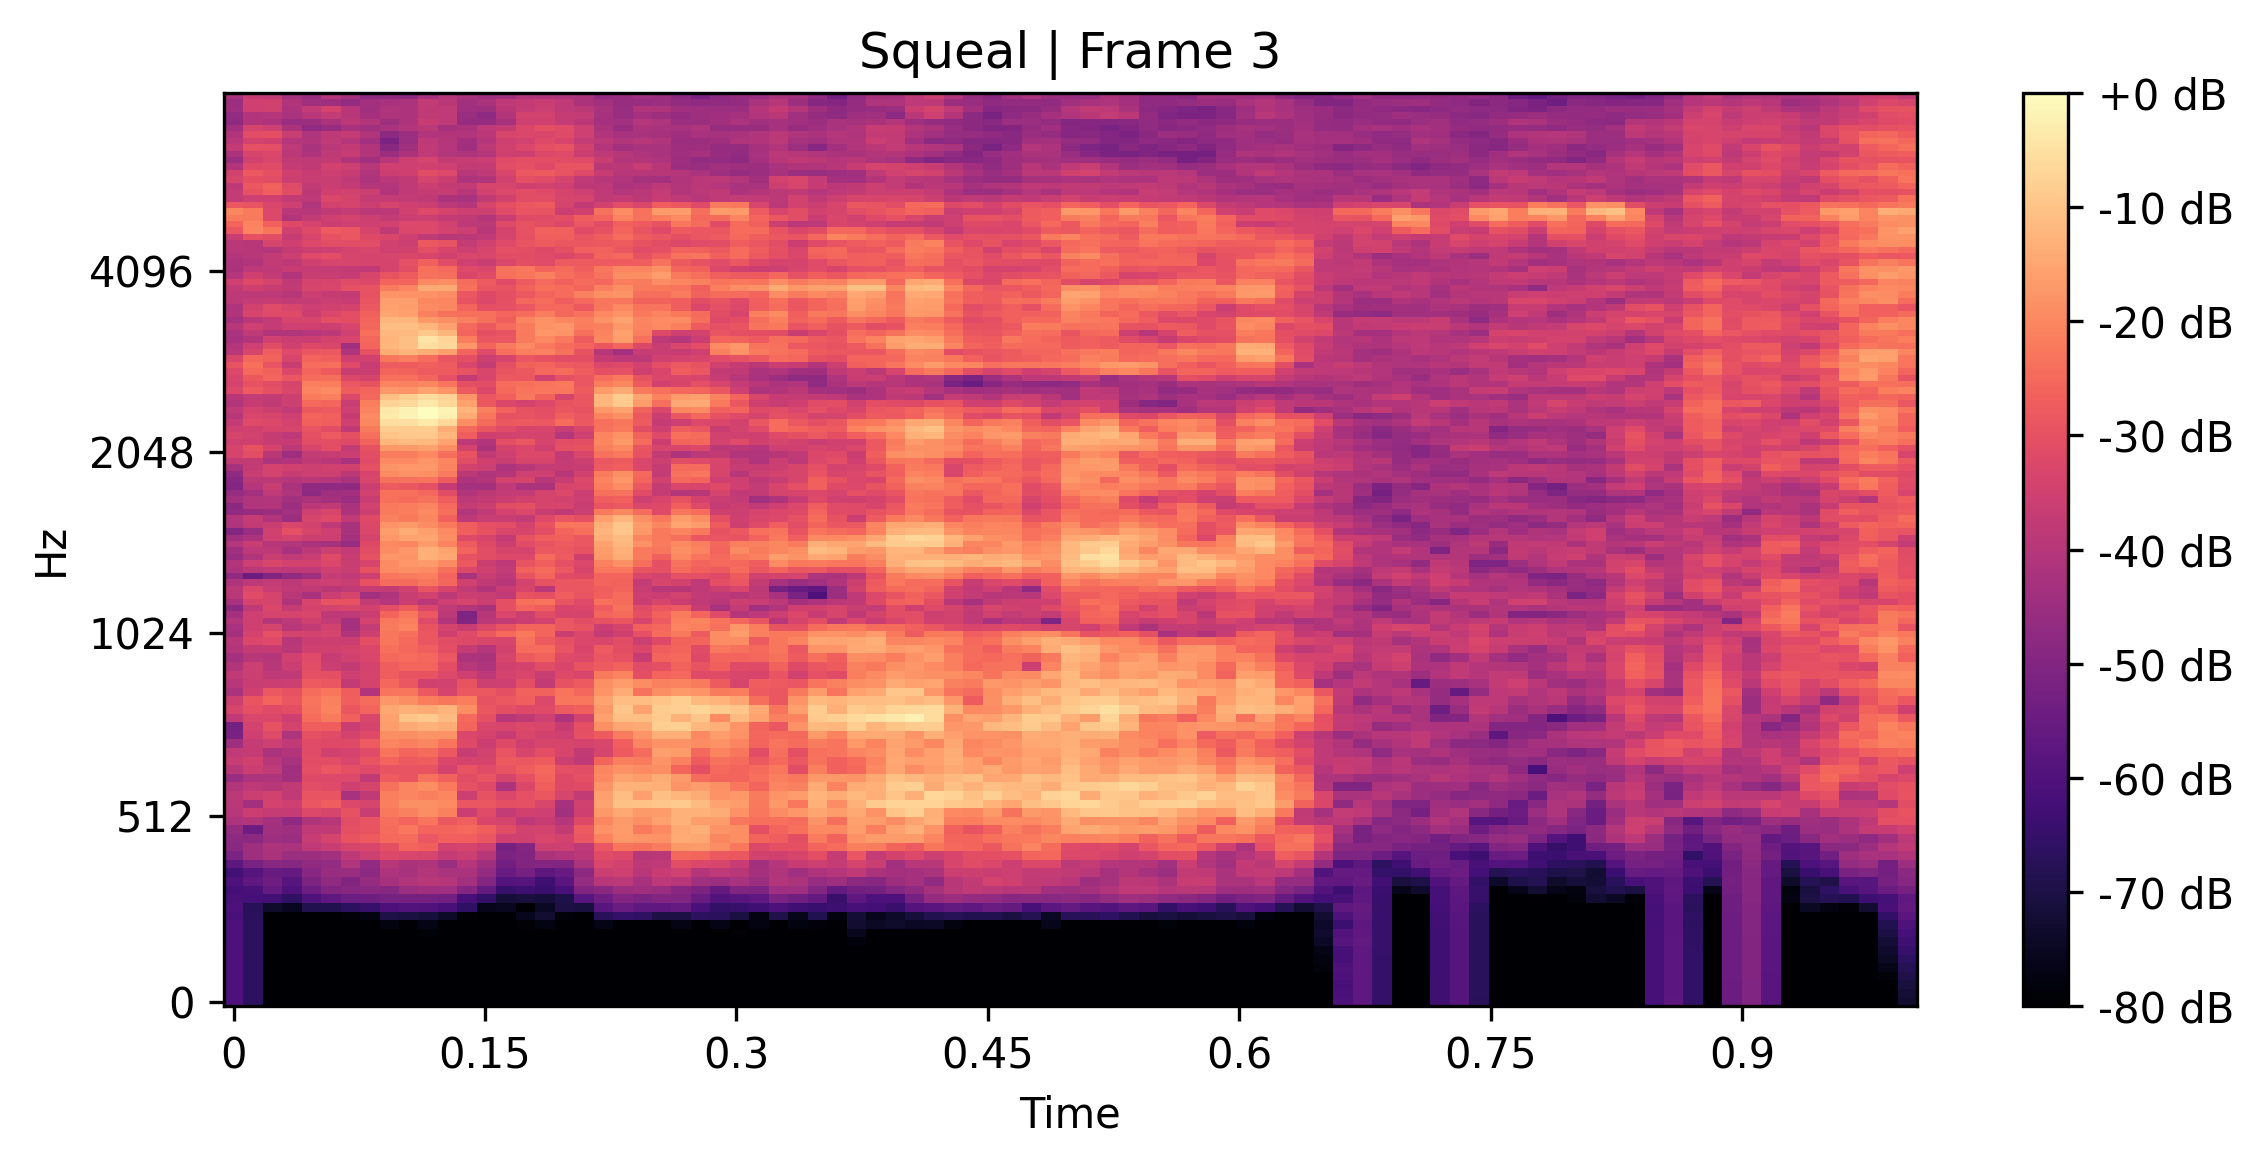 Squeal | Frame 3
+0 dB
-10 dB
-20 dB
-30 dB
-40 dB
-50 dB
-60 dB
-70 dB
-80 dB
4096
2048
1024
512
0
Hz
0 0.15 0.3 0.45 0.6 0.75 0.9
Time